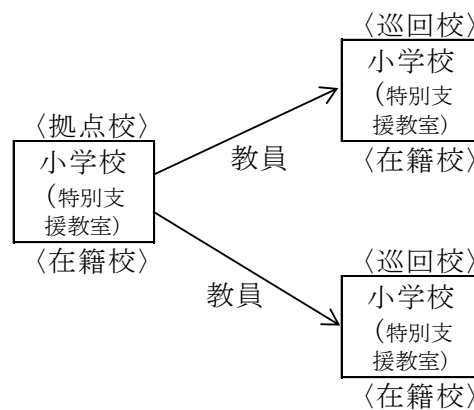 〈拠点校〉
小学校
(特別支
援教室)
〈在籍校〉
教員
教員
〈巡回校〉
小学校
(特別支
援教室)
〈在籍校〉
〈巡回校〉
小学校
(特別支
援教室)
〈在籍校〉